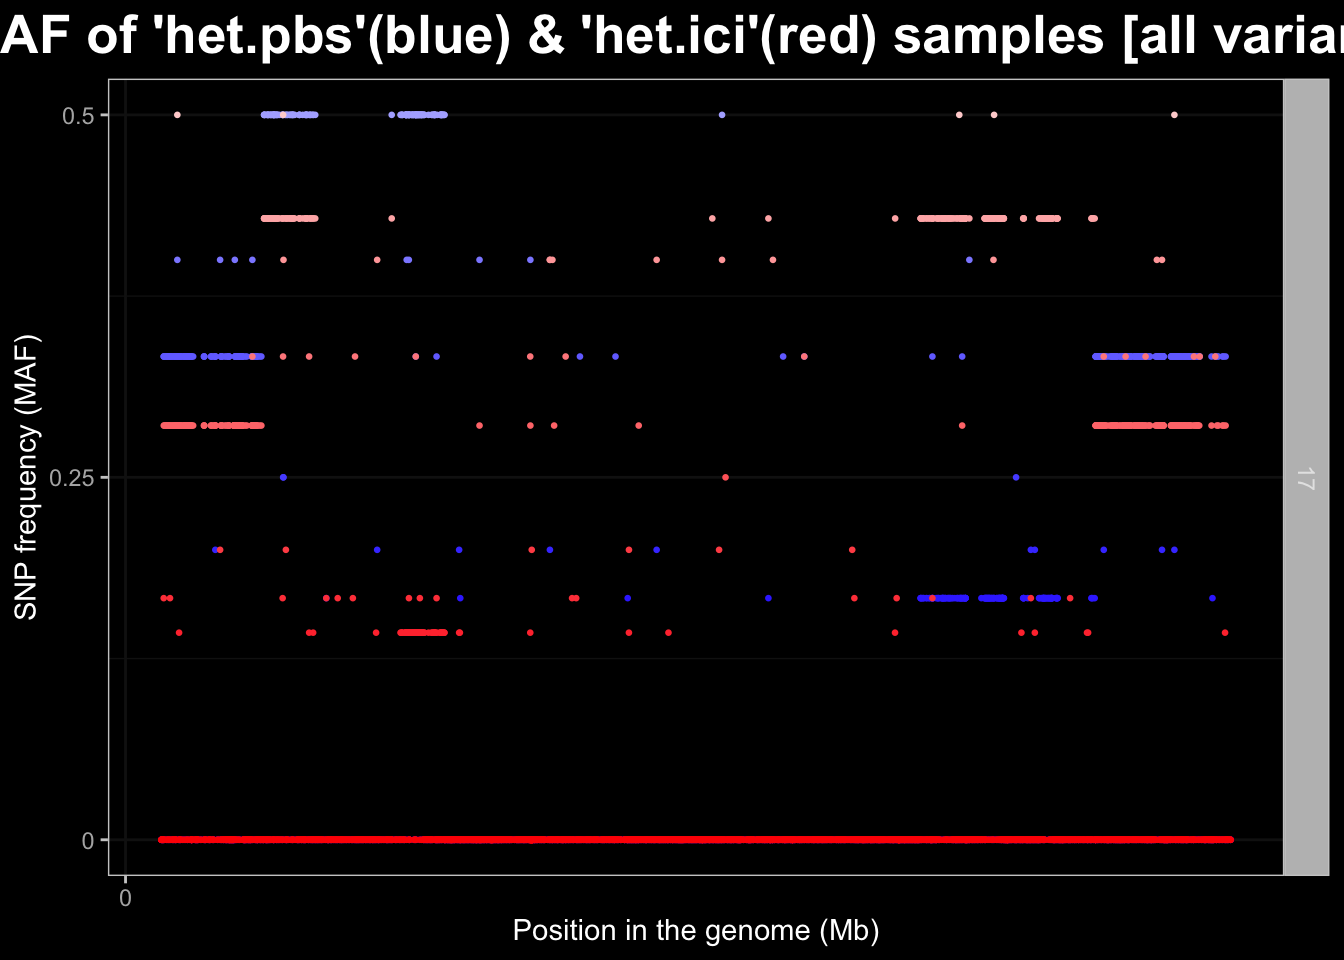 AF of 'het.pbs'(blue) & 'het.ici'(red) samples [all varia
0.5
0.25
0
SNP frequency (MAF)
17
0
Position in the genome (Mb)